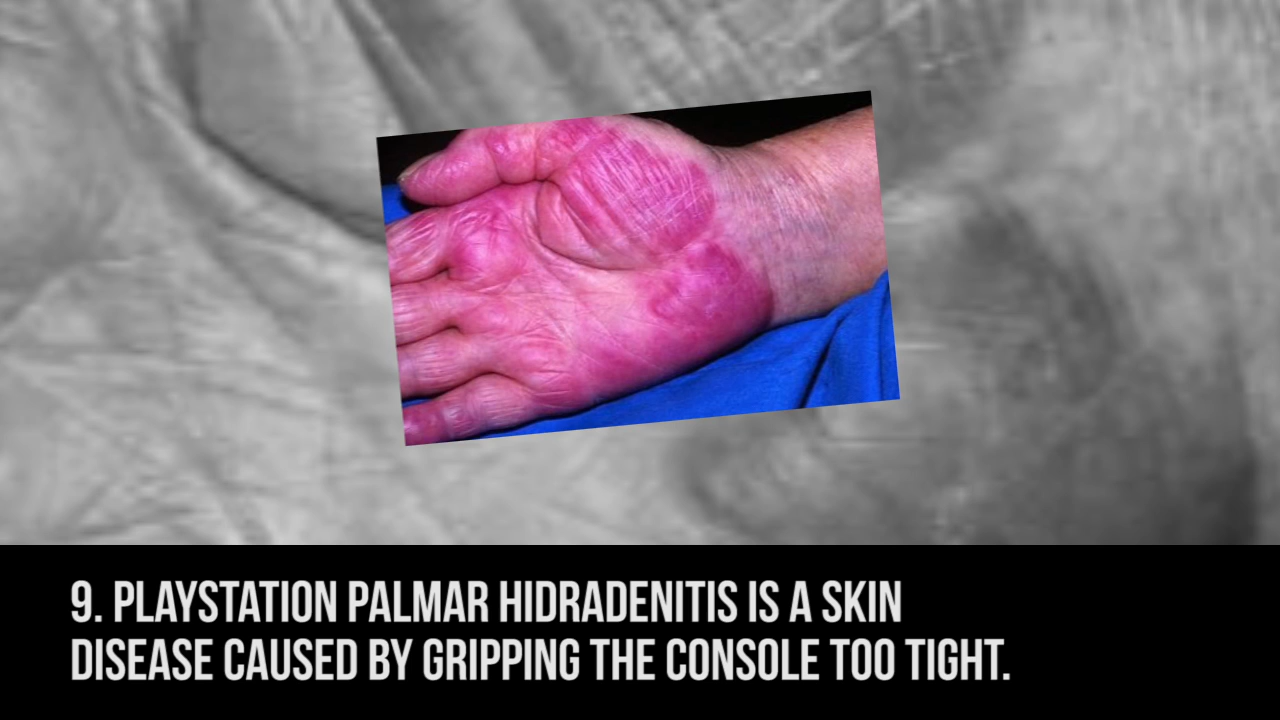 9. PLAYSTATION PALMAR HIDRADENITIS IS A SKIN
DISEASE CAUSED BY GRIPPING THE CONSOLE TOO TIGHT.